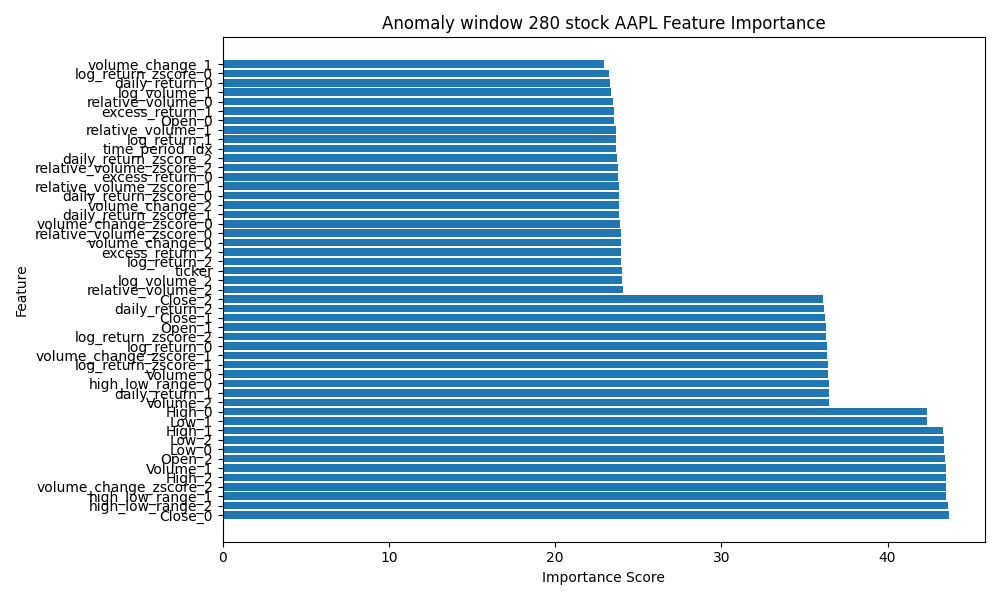 Anomaly window 280 stock AAPL Feature Importance
volume_change_1
log_return_zscore_0
daily_return_0
log_volume_1
relative_volume_0
excess_return_1
Open_0
relative_volume_1
log_return_1
time_period_idx
daily_return_zscore_2
relative_volume_zscore_2
excess_return_0
relative_volume_zscore_1
daily_return_zscore_0
volume_change_2
daily_return_zscore_1
volume_change_zscore_0
relative_volume_zscore_0
volume_change_0
excess_return_2
log_return_2
ticker
log_volume_2
relative_volume_2
Close_2
daily_return_2
Close_1
Open_1
log_return_zscore_2
log_return_0
volume_change_zscore_1
log_return_zscore_1
Volume_0
high_low_range_0
daily_return_1
Volume_2
High_0
Low_1
High_1
Low_2
Low_0
Open_2
Volume_1
High_2
volume_change_zscore_2
high_low_range_1
high_low_range_2
Close_0
Feature
0 10 20 30 40
Importance Score